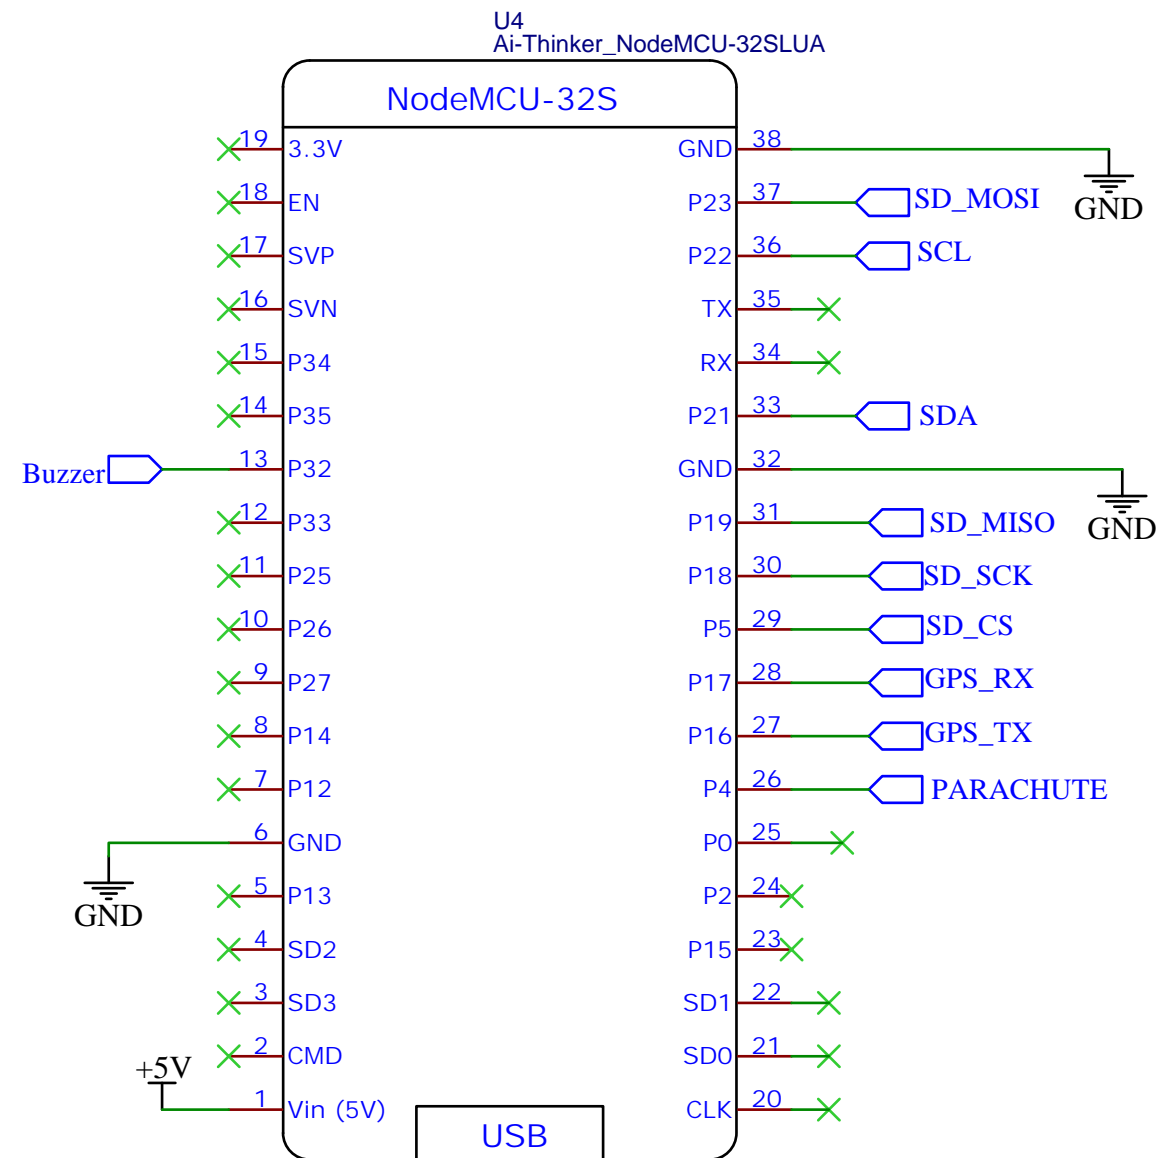 U4
Ai-Thinker_NodeMCU-32SLUA
NodeMCU-32S
19 3.3V GND 38
GND
18 EN P23 37 SD_MOSI
17 SVP P22 36 SCL
16 SVN TX 35
15 P34 RX 34
14 P35 P21 33 SDA
Buzzer 13 P32 GND 32
GND
12 P33 P19 31 SD_MISO
11 P25 P18 30 SD_SCK
10 P26 P5 29 SD_CS
9 P27 P17 28 GPS_RX
8 P14 P16 27 GPS_TX
7 P12 P4 26 PARACHUTE
6 GND P0 25
GND
5 P13 P2 24
4 SD2 P15 23
3 SD3 SD1 22
2 CMD SD0 21
+5V
1 Vin (5V) CLK 20
USB